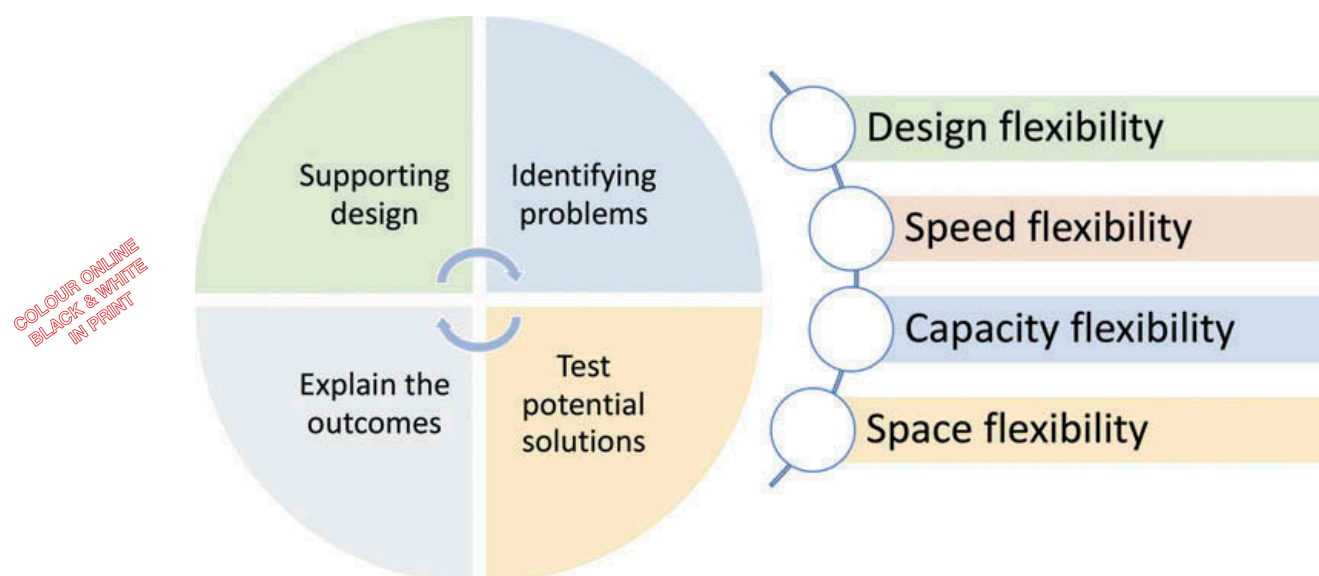 Supporting
design
Identifying
problems
Explain the
outcomes
Test
potential
solutions
Design flexibility
Speed flexibility
Capacity flexibility
Space flexibility
COLOUR ONLINE
BLACK & WHITE
IN PRINT